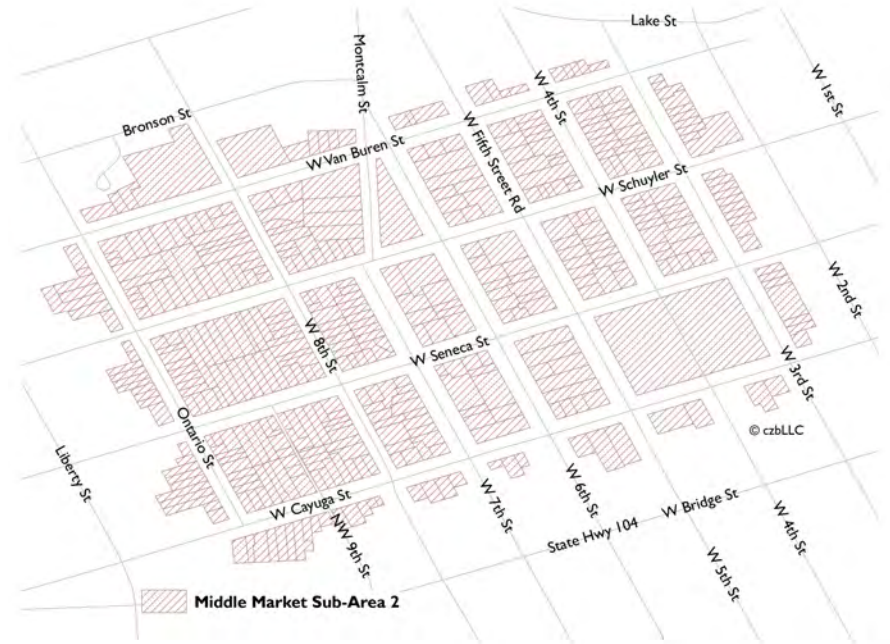 Lake St
Montcalm St
W 4th St
W 1st St
Bronson St
W Van Buren St
W Fifth Street Rd
W Schuyler St
W 2nd St
W 8th St
W Seneca St
W 3rd St
© czbLLC
Ontario St
Liberty St
W Cayuga St
NW 9th St
W 7th St
W 6th St
State Hwy 104
W Bridge St
W 5th St
W 4th St
Middle Market Sub-Area 2